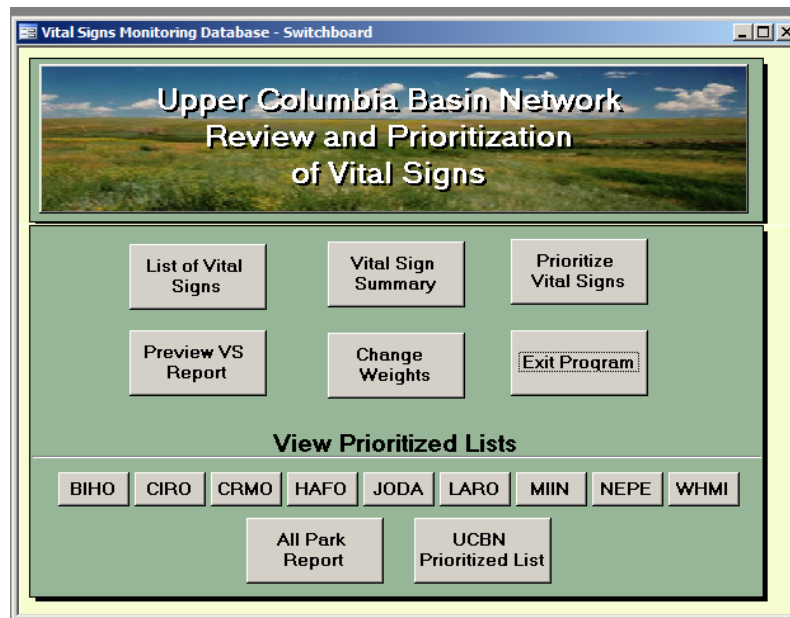 Vital Signs Monitoring Database - Switchboard
Upper Columbia Basin Network
Review and Prioritization
of Vital Signs
List of Vital
Signs
Vital Sign
Summary
Prioritize
Vital Signs
Preview VS
Report
Change
Weights
Exit Program
View Prioritized Lists
BIHO CIRO CRMO HAFO JODA LARO MIIN NEPE WHMI
All Park
Report
UCBN
Prioritized List